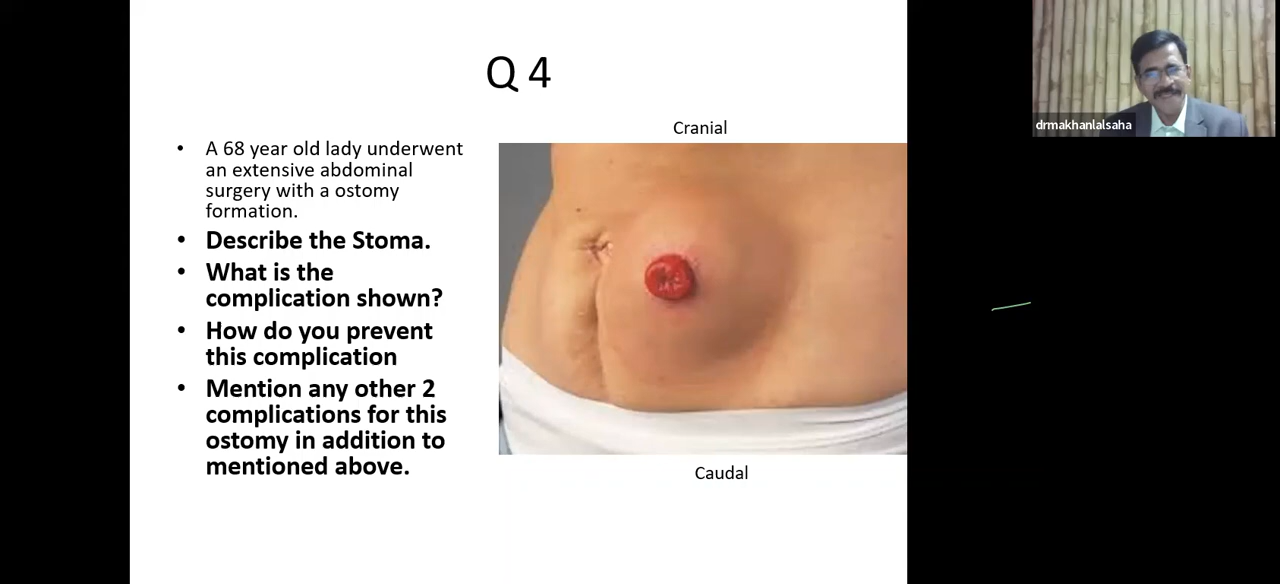 Q 4
Cranial
• A 68 year old lady underwent
an extensive abdominal
surgery with a ostomy
formation.
• Describe the Stoma.
• What is the
complication shown?
• How do you prevent
this complication
• Mention any other 2
complications for this
ostomy in addition to
mentioned above.
Caudal
drmakhanlalsaha